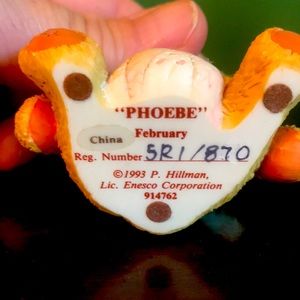 "PHOEBE"
China
February
Reg. Number 5R1/870
©1993 P. Hillman,
Lic. Enesco Corporation
914762